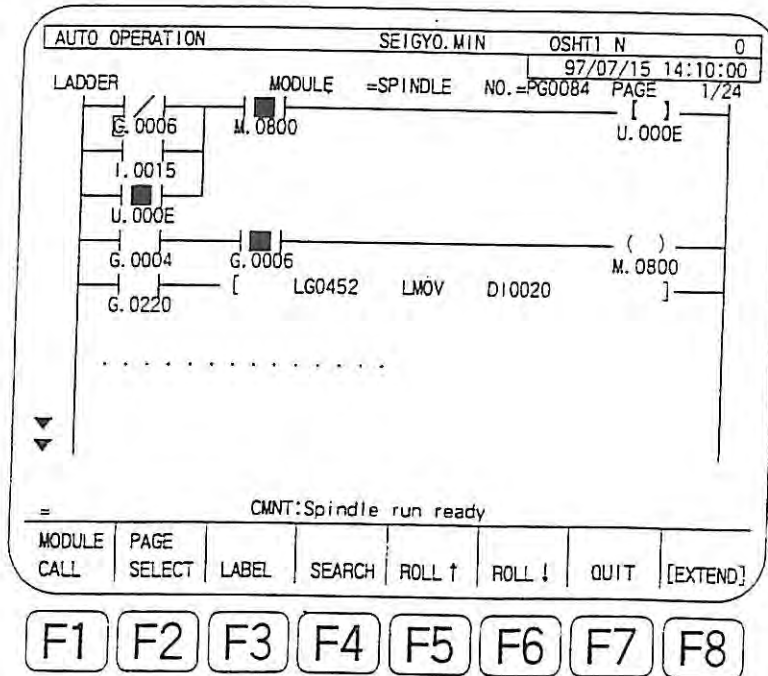 AUTO OPERATION SEIGYO.MIN OSHT1 N 0
97/07/15 14:10:00
LADDER MODULE =SPINDLE NO.=PG0084 PAGE 1/24
G.0006 M.0800 [ ] U.000E
I.0015
U.000E
G.0004 G.0006 ( ) M.0800
G.0220 [ LG0452 LMOV DI0020 ]
. . . . . . . . . . . . . . .
= CMNT:Spindle run ready
MODULE CALL PAGE SELECT LABEL SEARCH ROLL ↑ ROLL ↓ QUIT [EXTEND]
F1 F2 F3 F4 F5 F6 F7 F8